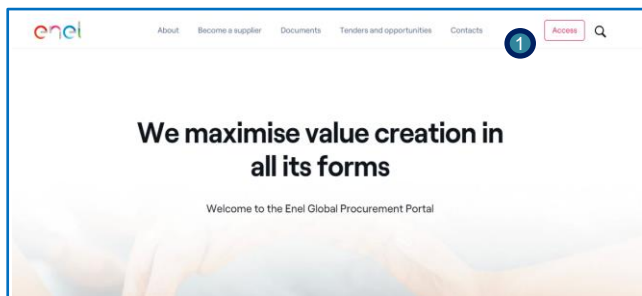 enel
About Become a supplier Documents Tenders and opportunities Contacts 1 Access
We maximise value creation in
all its forms
Welcome to the Enel Global Procurement Portal